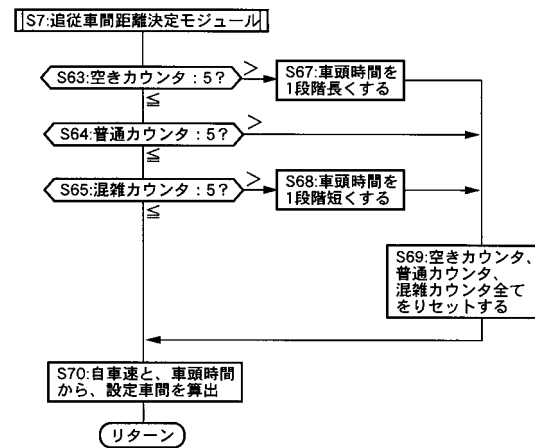 S7:追従車間距離決定モジュール
S63:空きカウンタ:5?
>
≦
S67:車頭時間を
1段階長くする
S64:普通カウンタ:5?
>
≦
S65:混雑カウンタ:5?
>
≦
S68:車頭時間を
1段階短くする
S69:空きカウンタ、
普通カウンタ、
混雑カウンタ全て
をリセットする
S70:自車速と、車頭時間
から、設定車間を算出
リターン